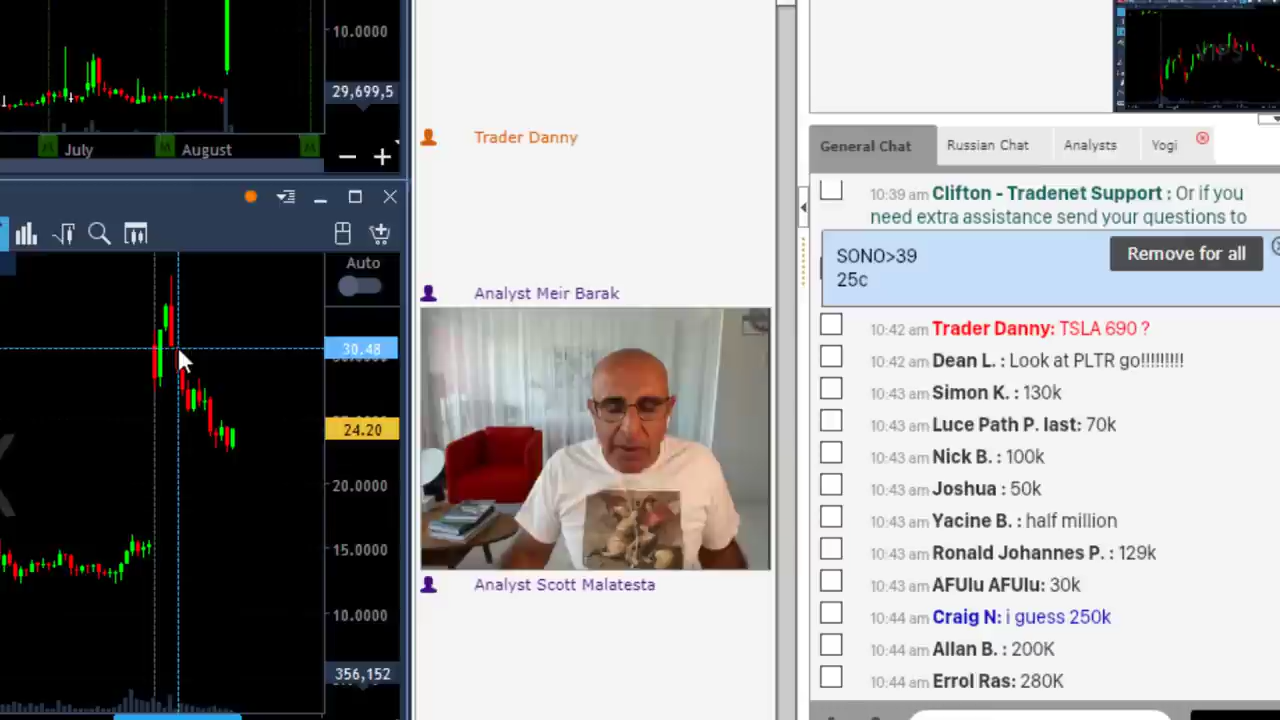 10.0000
29,699,5
July
August
Auto
30.48
24.20
20.0000
15.0000
10.0000
356,152
Trader Danny
Analyst Meir Barak
Analyst Scott Malatesta
VIPS
General Chat
Russian Chat
Analysts
Yogi
10:39 am Clifton - Tradenet Support : Or if you
need extra assistance send your questions to
SONO>39
25c
Remove for all
10:42 am Trader Danny: TSLA 690 ?
10:42 am Dean L. : Look at PLTR go!!!!!!!!!
10:43 am Simon K. : 130k
10:43 am Luce Path P. last: 70k
10:43 am Nick B. : 100k
10:43 am Joshua : 50k
10:43 am Yacine B. : half million
10:43 am Ronald Johannes P. : 129k
10:43 am AFUlu AFUlu: 30k
10:44 am Craig N: i guess 250k
10:44 am Allan B. : 200K
10:44 am Errol Ras: 280K